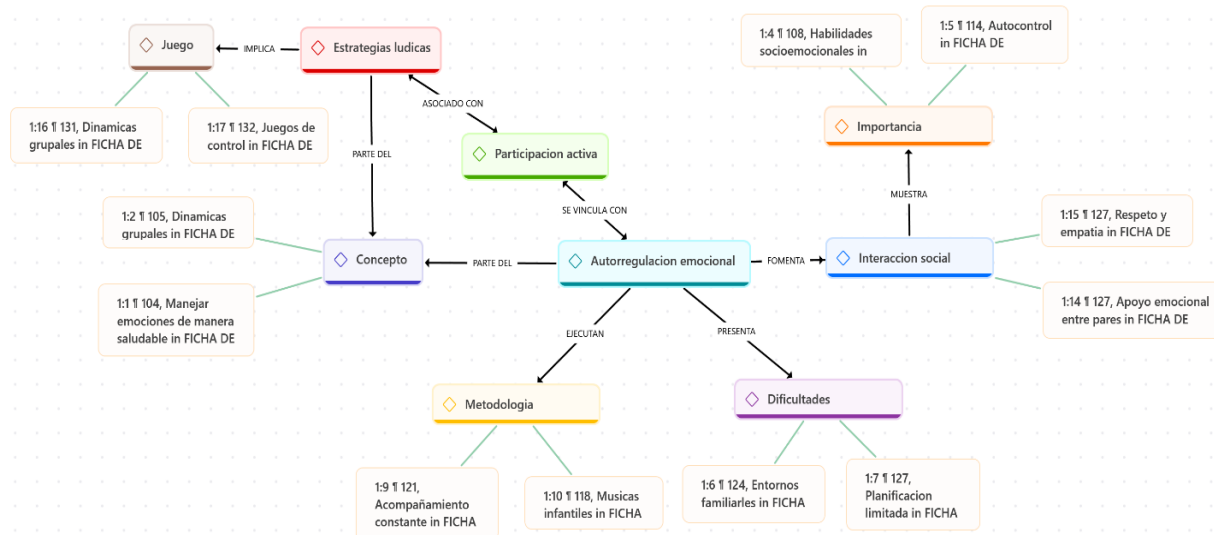 1:4 ¶ 108, Habilidades
socioemocionales in
1:5 ¶ 114, Autocontrol
in FICHA DE
Juego
IMPLICA
Estrategias ludicas
ASOCIADO CON
1:16 ¶ 131, Dinamicas
grupales in FICHA DE
1:17 ¶ 132, Juegos de
control in FICHA DE
Importancia
PARTE DEL
Participacion activa
MUESTRA
SE VINCULA CON
1:2 ¶ 105, Dinamicas
grupales in FICHA DE
1:15 ¶ 127, Respeto y
empatia in FICHA DE
Concepto
PARTE DEL
Autorregulacion emocional
FOMENTA
Interaccion social
1:1 ¶ 104, Manejar
emociones de manera
saludable in FICHA DE
1:14 ¶ 127, Apoyo emocional
entre pares in FICHA DE
EJECUTAN
PRESENTA
Metodologia
Dificultades
1:9 ¶ 121,
Acompañamiento
constante in FICHA
1:10 ¶ 118, Musicas
infantiles in FICHA
1:6 ¶ 124, Entornos
familiarles in FICHA
1:7 ¶ 127,
Planificacion
limitada in FICHA